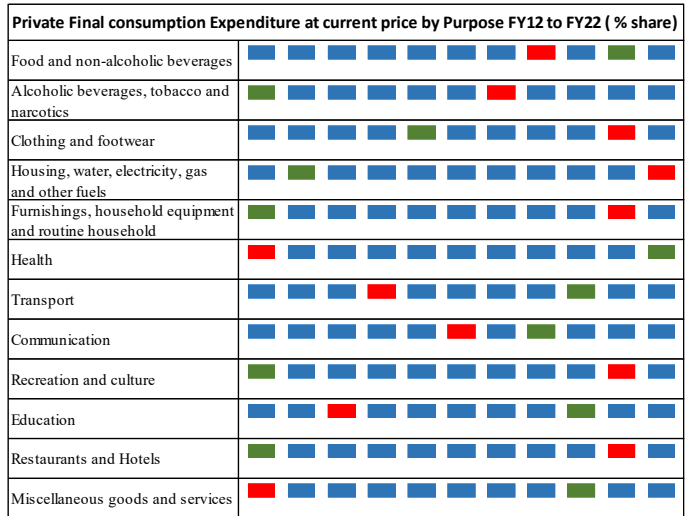 Private Final consumption Expenditure at current price by Purpose FY12 to FY22 ( % share)
Food and non-alcoholic beverages
Alcoholic beverages, tobacco and
narcotics
Clothing and footwear
Housing, water, electricity, gas
and other fuels
Furnishings, household equipment
and routine household
Health
Transport
Communication
Recreation and culture
Education
Restaurants and Hotels
Miscellaneous goods and services